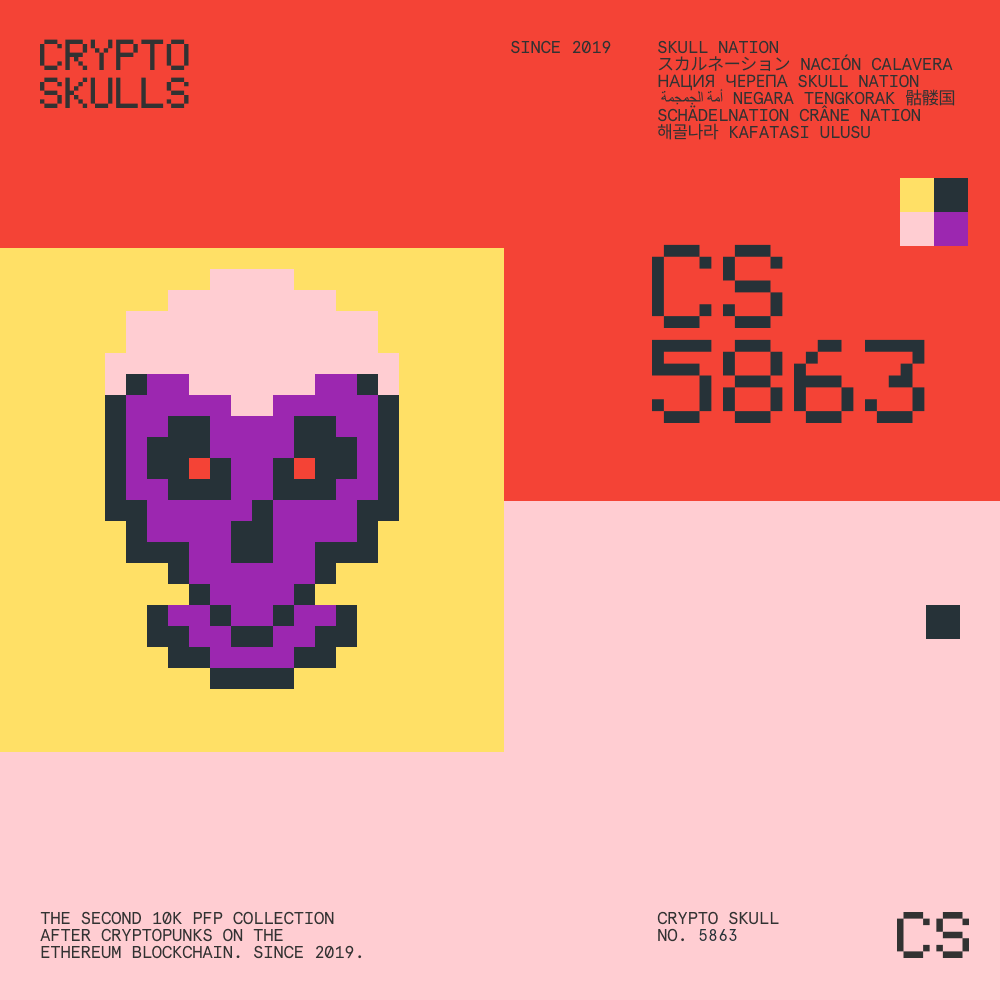 CRYPTO
SKULLS
SINCE 2019
SKULL NATION
スカルネーション NACIÓN CALAVERA
НАЦИЯ ЧЕРЕПА SKULL NATION
أمة الجمجمة NEGARA TENGKORAK 骷髅国
SCHÄDELNATION CRÂNE NATION
해골나라 KAFATASI ULUSU
CS
5863
THE SECOND 10K PFP COLLECTION
AFTER CRYPTOPUNKS ON THE
ETHEREUM BLOCKCHAIN. SINCE 2019.
CRYPTO SKULL
NO. 5863
CS